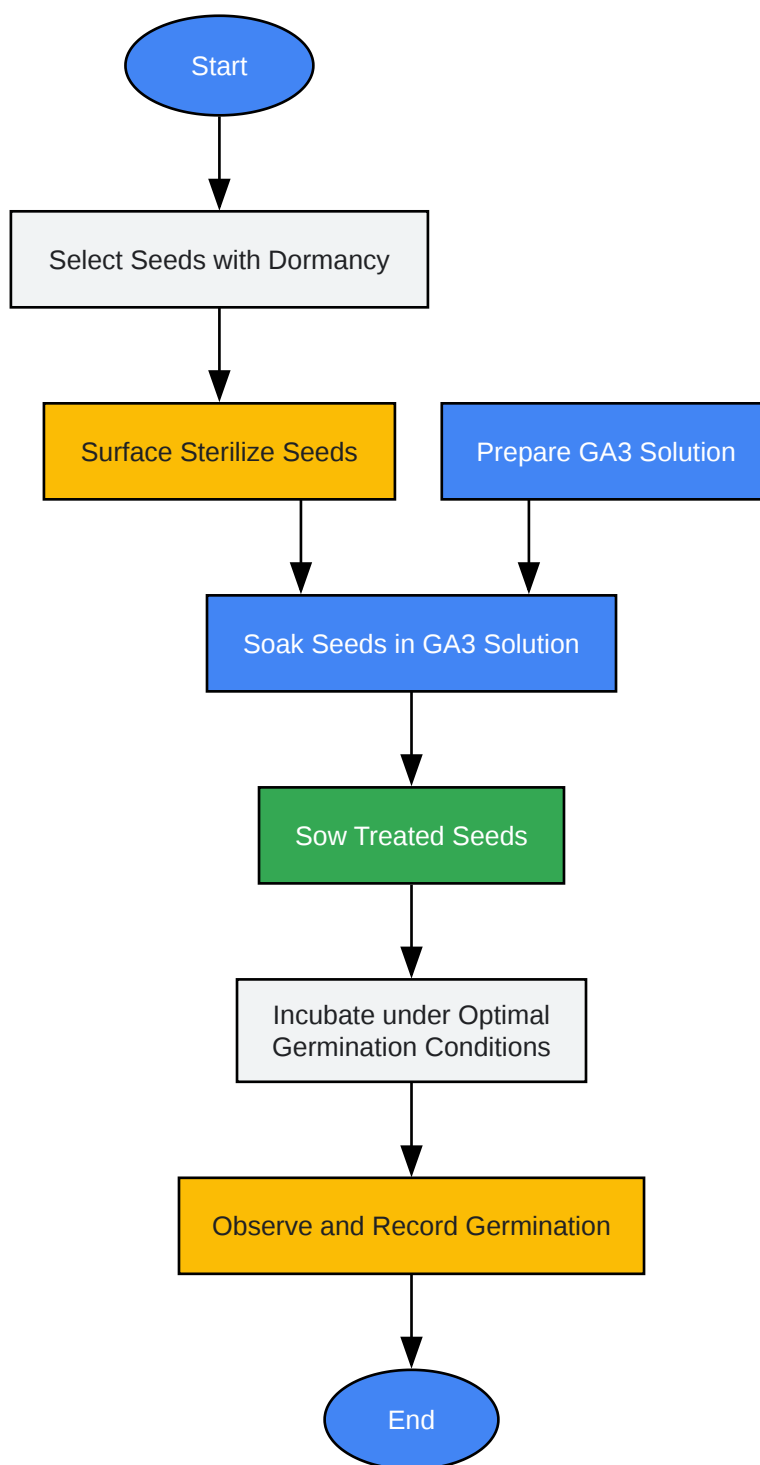 Start
Select Seeds with Dormancy
Surface Sterilize Seeds
Prepare GA3 Solution
Soak Seeds in GA3 Solution
Sow Treated Seeds
Incubate under Optimal
Germination Conditions
Observe and Record Germination
End